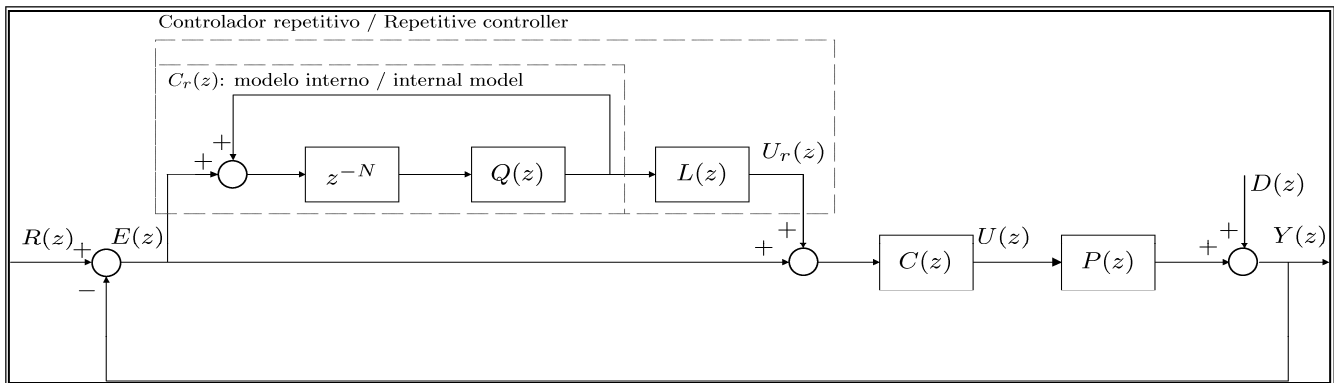 Controlador repetitivo / Repetitive controller
C_r(z): modelo interno / internal model
+
+
z^{-N}
Q(z)
L(z)
U_r(z)
D(z)
R(z)
+
E(z)
−
+
+
C(z)
U(z)
P(z)
+
+
Y(z)